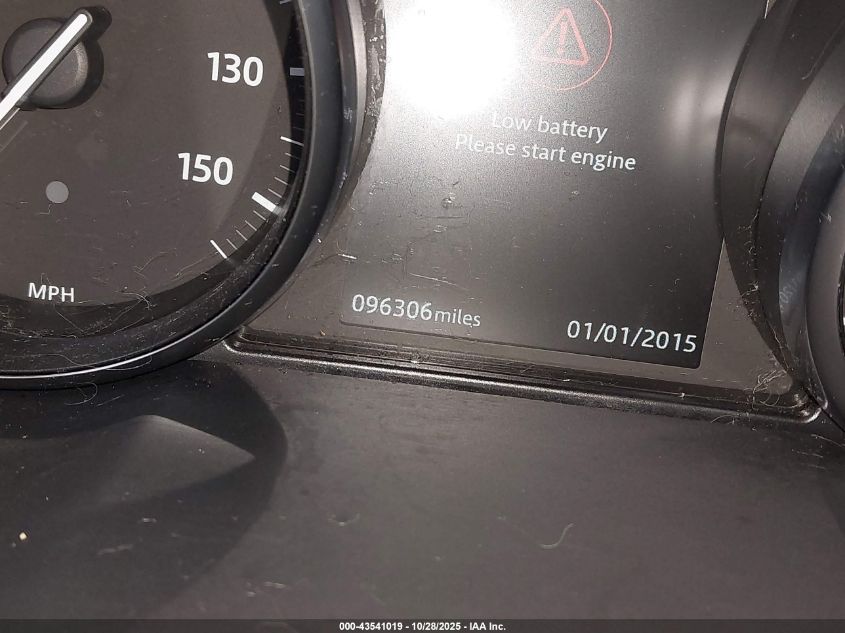 130
150
MPH
Low battery
Please start engine
096306miles
01/01/2015
000-43541019 - 10/28/2025 - IAA Inc.